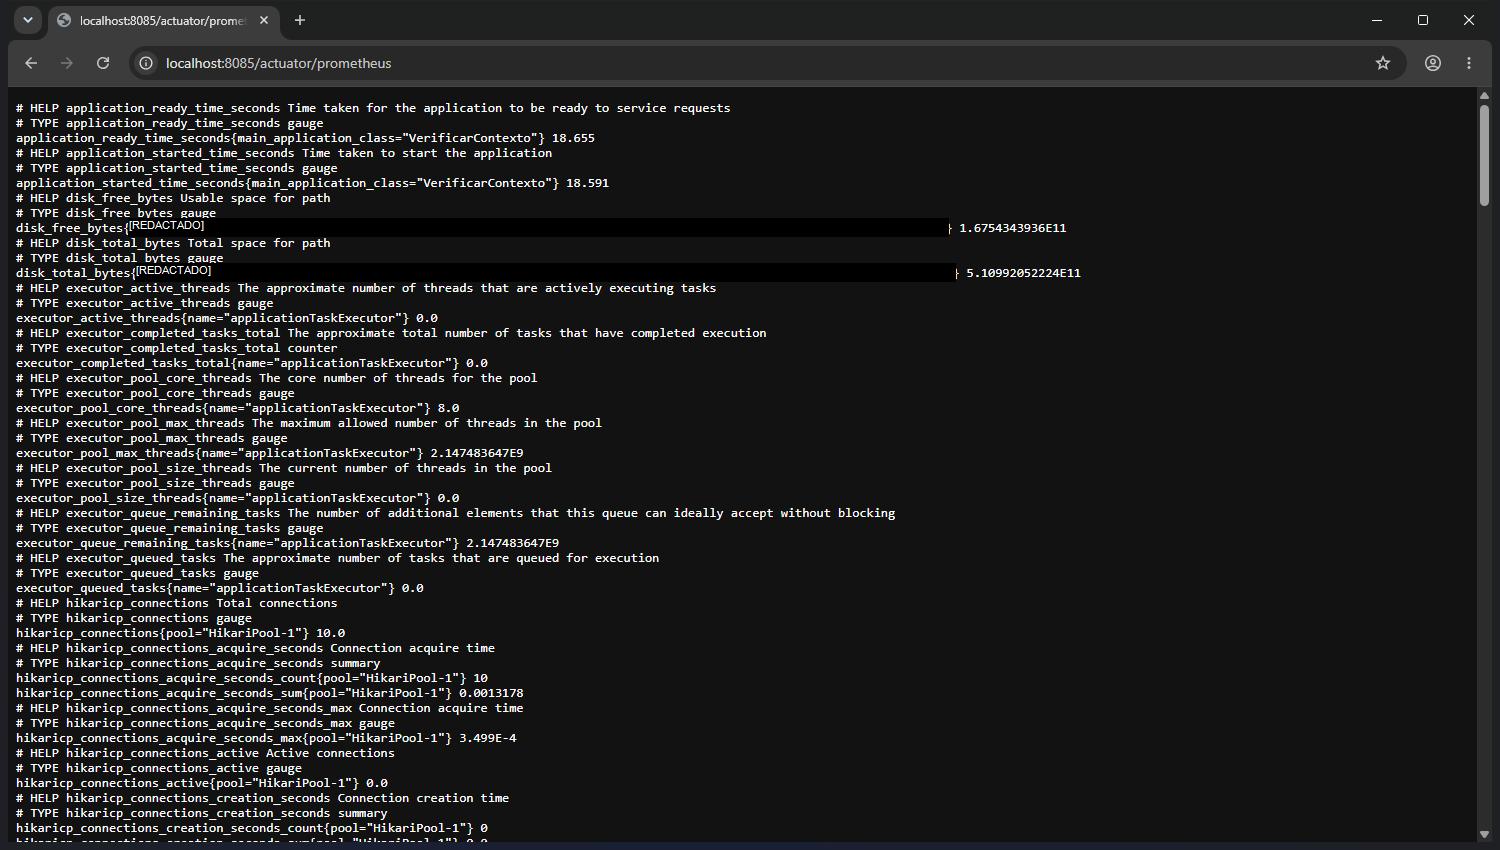 localhost:8085/actuator/prome
localhost:8085/actuator/prometheus
# HELP application_ready_time_seconds Time taken for the application to be ready to service requests
# TYPE application_ready_time_seconds gauge
application_ready_time_seconds{main_application_class="VerificarContexto"} 18.655
# HELP application_started_time_seconds Time taken to start the application
# TYPE application_started_time_seconds gauge
application_started_time_seconds{main_application_class="VerificarContexto"} 18.591
# HELP disk_free_bytes Usable space for path
# TYPE disk_free_bytes gauge
disk_free_bytes{[REDACTADO]} 1.6754343936E11
# HELP disk_total_bytes Total space for path
# TYPE disk_total_bytes gauge
disk_total_bytes{[REDACTADO]} 5.10992052224E11
# HELP executor_active_threads The approximate number of threads that are actively executing tasks
# TYPE executor_active_threads gauge
executor_active_threads{name="applicationTaskExecutor"} 0.0
# HELP executor_completed_tasks_total The approximate total number of tasks that have completed execution
# TYPE executor_completed_tasks_total counter
executor_completed_tasks_total{name="applicationTaskExecutor"} 0.0
# HELP executor_pool_core_threads The core number of threads for the pool
# TYPE executor_pool_core_threads gauge
executor_pool_core_threads{name="applicationTaskExecutor"} 8.0
# HELP executor_pool_max_threads The maximum allowed number of threads in the pool
# TYPE executor_pool_max_threads gauge
executor_pool_max_threads{name="applicationTaskExecutor"} 2.147483647E9
# HELP executor_pool_size_threads The current number of threads in the pool
# TYPE executor_pool_size_threads gauge
executor_pool_size_threads{name="applicationTaskExecutor"} 0.0
# HELP executor_queue_remaining_tasks The number of additional elements that this queue can ideally accept without blocking
# TYPE executor_queue_remaining_tasks gauge
executor_queue_remaining_tasks{name="applicationTaskExecutor"} 2.147483647E9
# HELP executor_queued_tasks The approximate number of tasks that are queued for execution
# TYPE executor_queued_tasks gauge
executor_queued_tasks{name="applicationTaskExecutor"} 0.0
# HELP hikaricp_connections Total connections
# TYPE hikaricp_connections gauge
hikaricp_connections{pool="HikariPool-1"} 10.0
# HELP hikaricp_connections_acquire_seconds Connection acquire time
# TYPE hikaricp_connections_acquire_seconds summary
hikaricp_connections_acquire_seconds_count{pool="HikariPool-1"} 10
hikaricp_connections_acquire_seconds_sum{pool="HikariPool-1"} 0.0013178
# HELP hikaricp_connections_acquire_seconds_max Connection acquire time
# TYPE hikaricp_connections_acquire_seconds_max gauge
hikaricp_connections_acquire_seconds_max{pool="HikariPool-1"} 3.499E-4
# HELP hikaricp_connections_active Active connections
# TYPE hikaricp_connections_active gauge
hikaricp_connections_active{pool="HikariPool-1"} 0.0
# HELP hikaricp_connections_creation_seconds Connection creation time
# TYPE hikaricp_connections_creation_seconds summary
hikaricp_connections_creation_seconds_count{pool="HikariPool-1"} 0